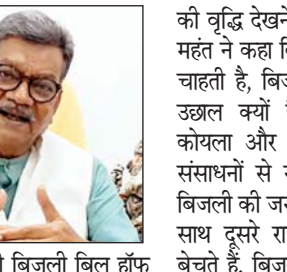 बिजली बिल हॉफ
की वृद्धि देखने
महंत ने कहा
चाहती है,
उछाल क्यों
कोयला और
संसाधनों से
बिजली की
साथ दूसरे
बेचते हैं,